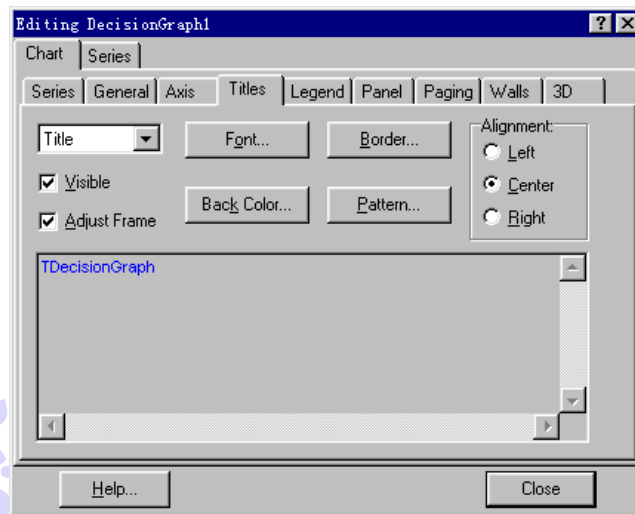 Editing DecisionGraph1
Chart Series
Series General Axis Titles Legend Panel Paging Walls 3D
Title Font... Border... Alignment:
Left
Visible
Center
Back Color... Pattern...
Adjust Frame
Right
TDecisionGraph
Help... Close